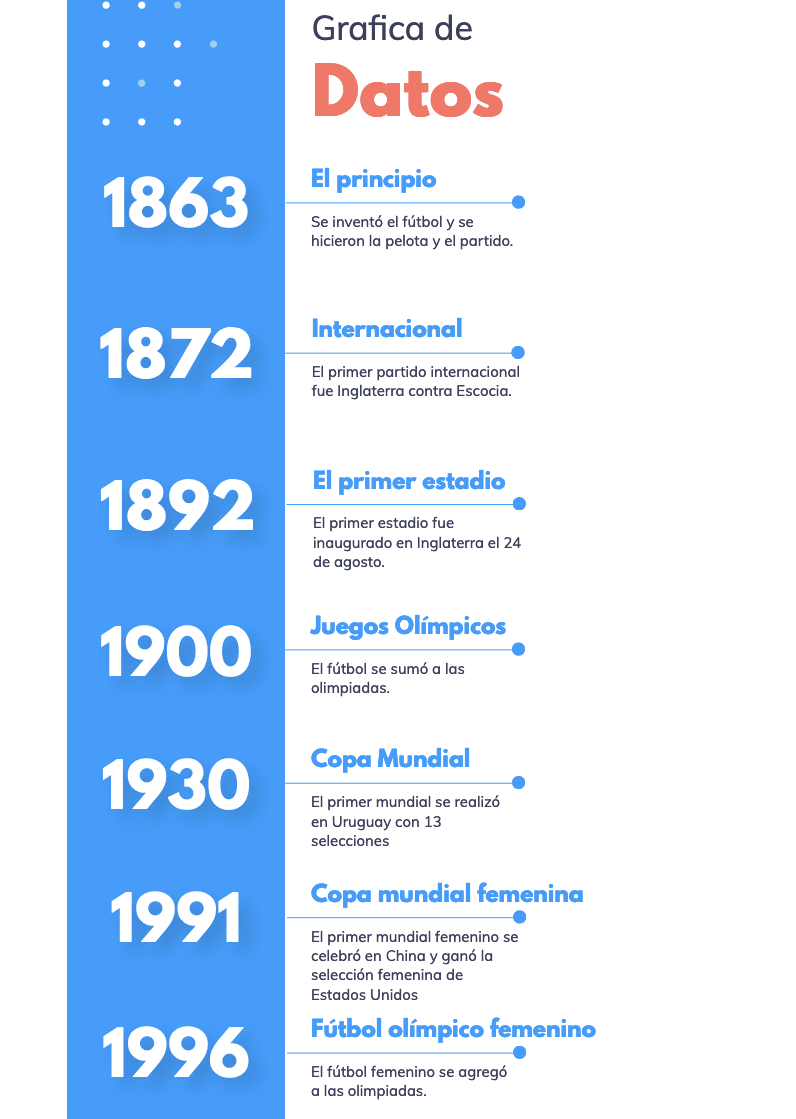 Grafica de
Datos
1863
El principio
Se inventó el fútbol y se
hicieron la pelota y el partido.
1872
Internacional
El primer partido internacional
fue Inglaterra contra Escocia.
1892
El primer estadio
El primer estadio fue
inaugurado en Inglaterra el 24
de agosto.
1900
Juegos Olímpicos
El fútbol se sumó a las
olimpiadas.
1930
Copa Mundial
El primer mundial se realizó
en Uruguay con 13
selecciones
1991
Copa mundial femenina
El primer mundial femenino se
celebró en China y ganó la
selección femenina de
Estados Unidos
1996
Fútbol olímpico femenino
El fútbol femenino se agregó
a las olimpiadas.